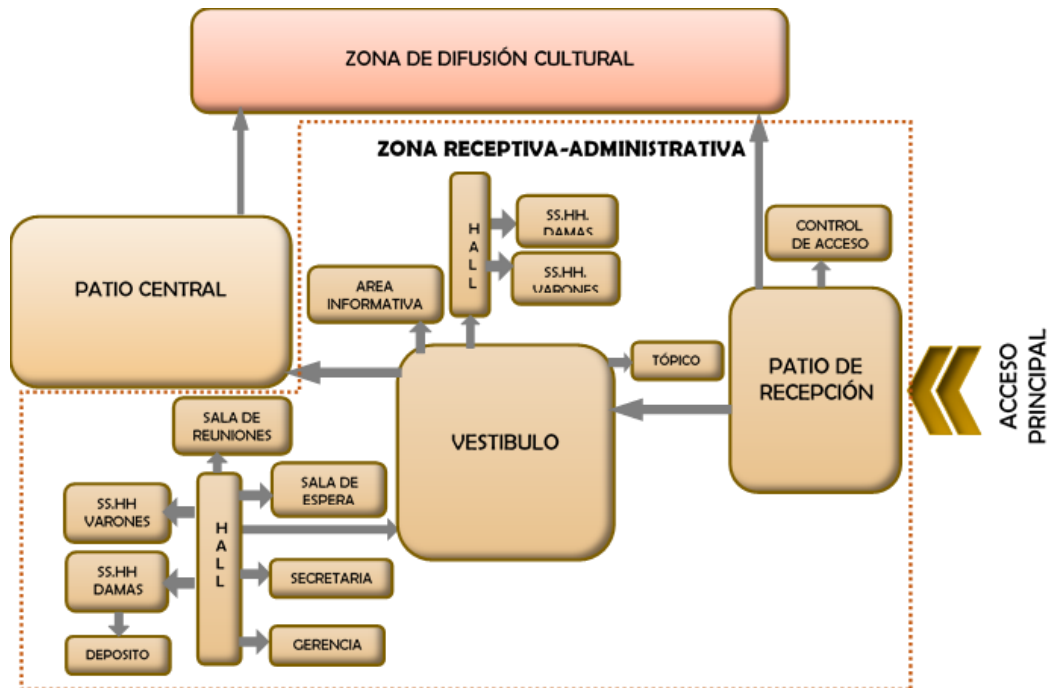 ZONA DE DIFUSIÓN CULTURAL
ZONA RECEPTIVA-ADMINISTRATIVA
SS.HH.
DAMAS
HALL
CONTROL
DE ACCESO
SS.HH.
VARONES
AREA
INFORMATIVA
PATIO CENTRAL
TÓPICO
PATIO DE
RECEPCIÓN
ACCESO
PRINCIPAL
SALA DE
REUNIONES
VESTIBULO
SALA DE
ESPERA
SS.HH
VARONES
HALL
SS.HH
DAMAS
SECRETARIA
DEPOSITO
GERENCIA